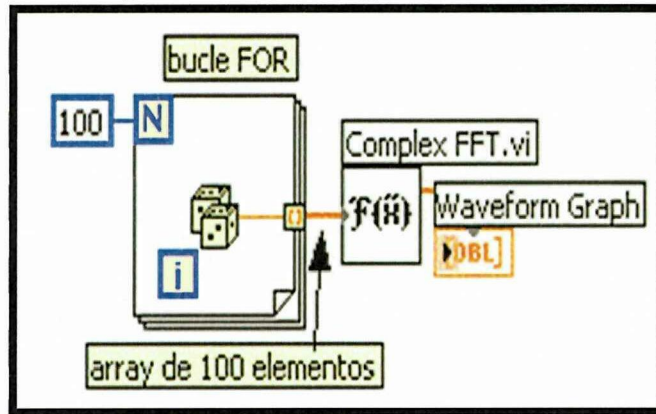 bucle FOR
100
N
Complex FFT.vi
F(x)
Waveform Graph
i
DBL]
array de 100 elementos